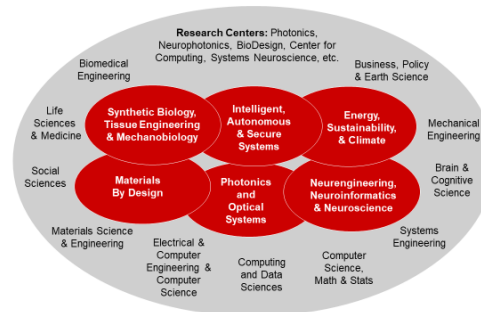 Research Centers: Photonics,
Neurophotonics, BioDesign, Center for
Computing, Systems Neuroscience, etc.
Biomedical
Engineering
Business, Policy
& Earth Science
Life
Sciences
& Medicine
Synthetic Biology,
Tissue Engineering
& Mechanobiology
Intelligent,
Autonomous
& Secure
Systems
Energy,
Sustainability,
& Climate
Mechanical
Engineering
Social
Sciences
Materials
By Design
Photonics
and
Optical
Systems
Neurengineering,
Neuroinformatics
& Neuroscience
Brain &
Cognitive
Science
Materials Science
& Engineering
Electrical &
Computer
Engineering &
Computer
Science
Computing
and Data
Sciences
Computer
Science,
Math & Stats
Systems
Engineering